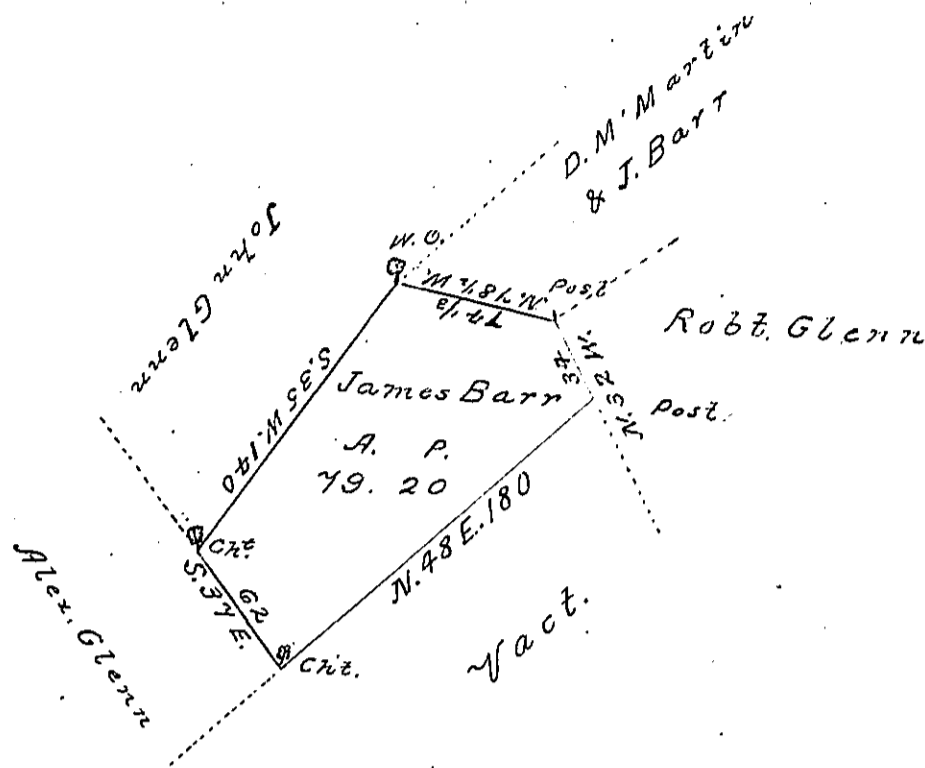 D. McMartin
& J. Barr
John Glenn
W.O.
N. 78½ W.
74½
Post
Robt. Glenn
N. 32 W.
34
Post.
S. 35 W. 140
James Barr
A. P.
79. 20
Cht.
S. 37 E.
62
N. 48 E. 180
Cht.
Alex. Glenn
Vact.